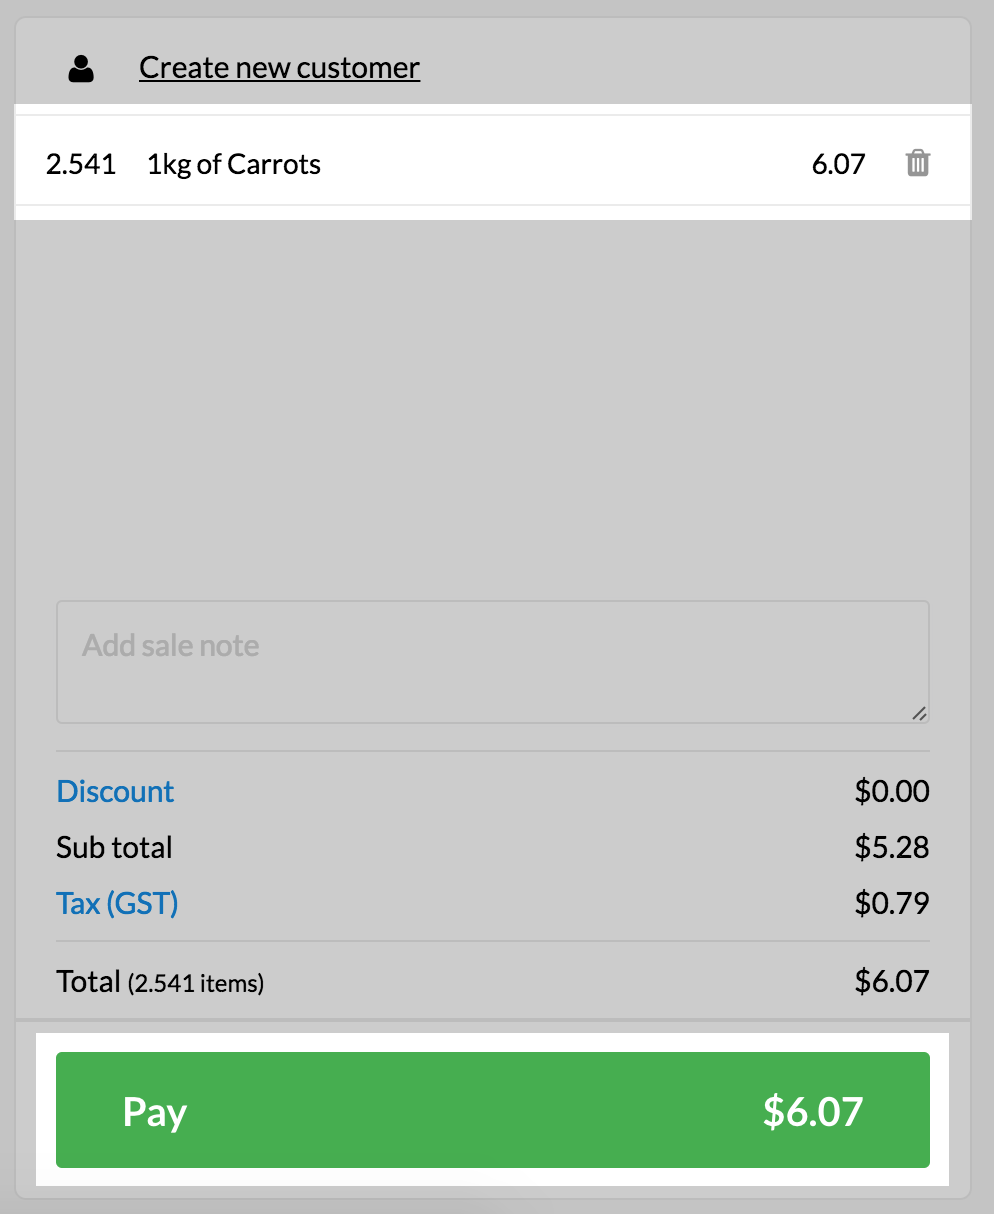 Create new customer
2.541 1kg of Carrots 6.07
Add sale note
Discount $0.00
Sub total $5.28
Tax (GST) $0.79
Total (2.541 items) $6.07
Pay $6.07